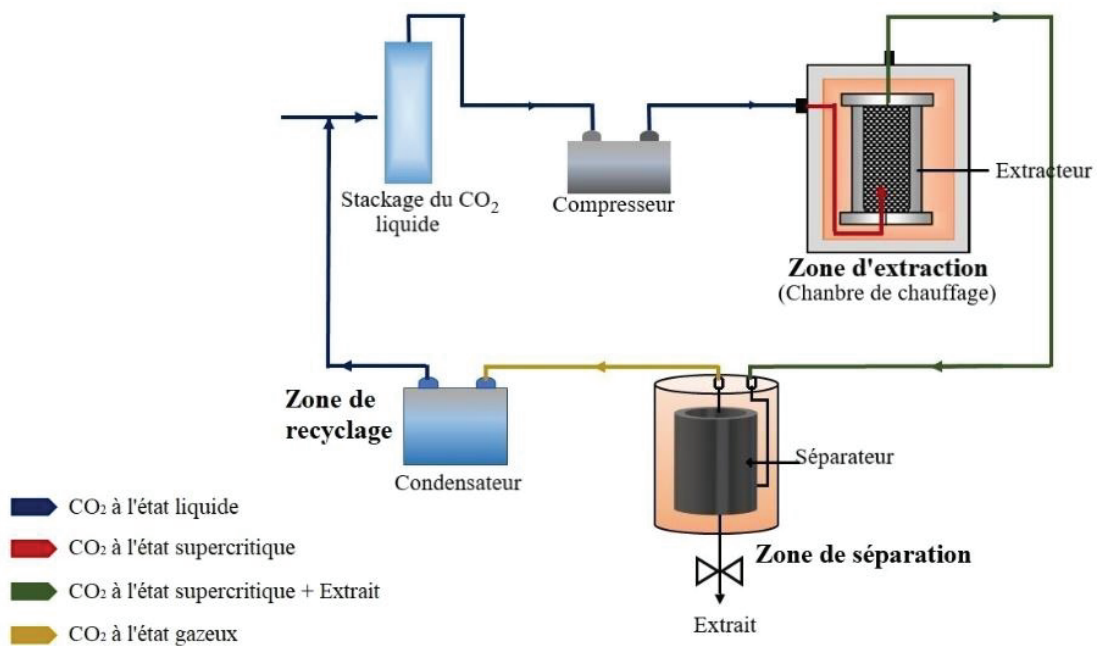 Stackage du CO2
liquide
Compresseur
Extracteur
Zone d'extraction
(Chanbre de chauffage)
Zone de
recyclage
Condensateur
Séparateur
Zone de séparation
Extrait
CO2 à l'état liquide
CO2 à l'état supercritique
CO2 à l'état supercritique + Extrait
CO2 à l'état gazeux